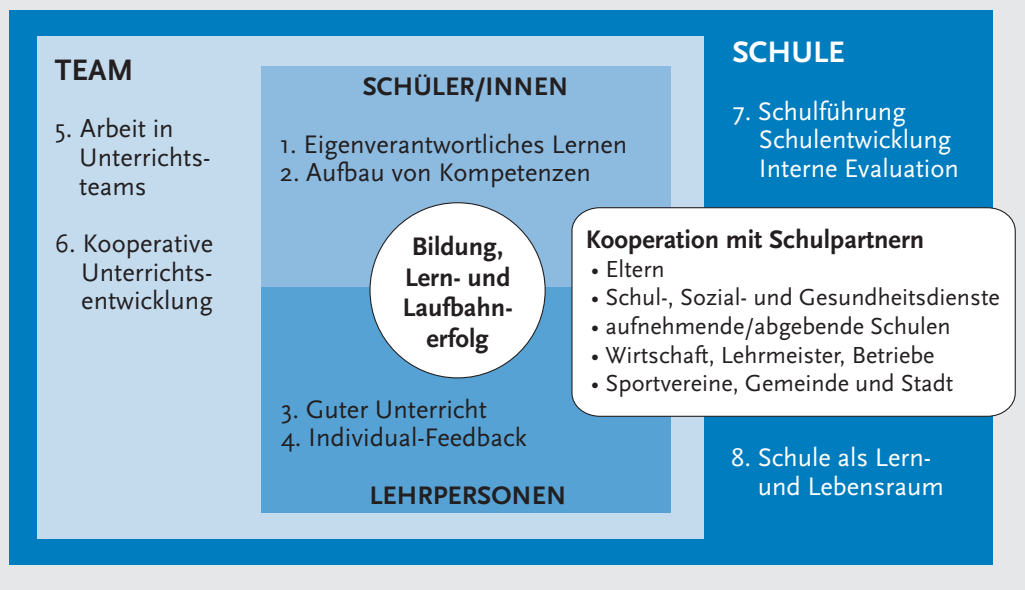 TEAM
5. Arbeit in
Unterrichts-
teams
6. Kooperative
Unterrichts-
entwicklung
SCHÜLER/INNEN
1. Eigenverantwortliches Lernen
2. Aufbau von Kompetenzen
Bildung,
Lern- und
Laufbahn-
erfolg
3. Guter Unterricht
4. Individual-Feedback
LEHRPERSONEN
SCHULE
7. Schulführung
Schulentwicklung
Interne Evaluation
Kooperation mit Schulpartnern
• Eltern
• Schul-, Sozial- und Gesundheitsdienste
• aufnehmende/abgebende Schulen
• Wirtschaft, Lehrmeister, Betriebe
• Sportvereine, Gemeinde und Stadt
8. Schule als Lern-
und Lebensraum